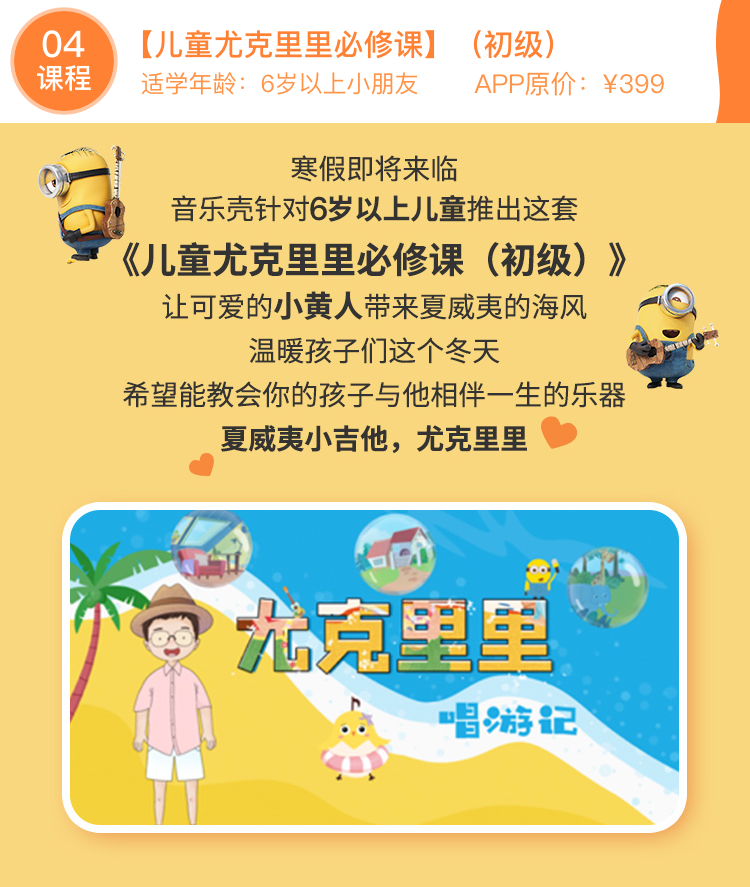 04
课程
【儿童尤克里里必修课】（初级）
适学年龄：6岁以上小朋友 APP原价：¥399
寒假即将来临
音乐壳针对6岁以上儿童推出这套
《儿童尤克里里必修课（初级）》
让可爱的小黄人带来夏威夷的海风
温暖孩子们这个冬天
希望能教会你的孩子与他相伴一生的乐器
夏威夷小吉他，尤克里里
尤克里里
唱游记